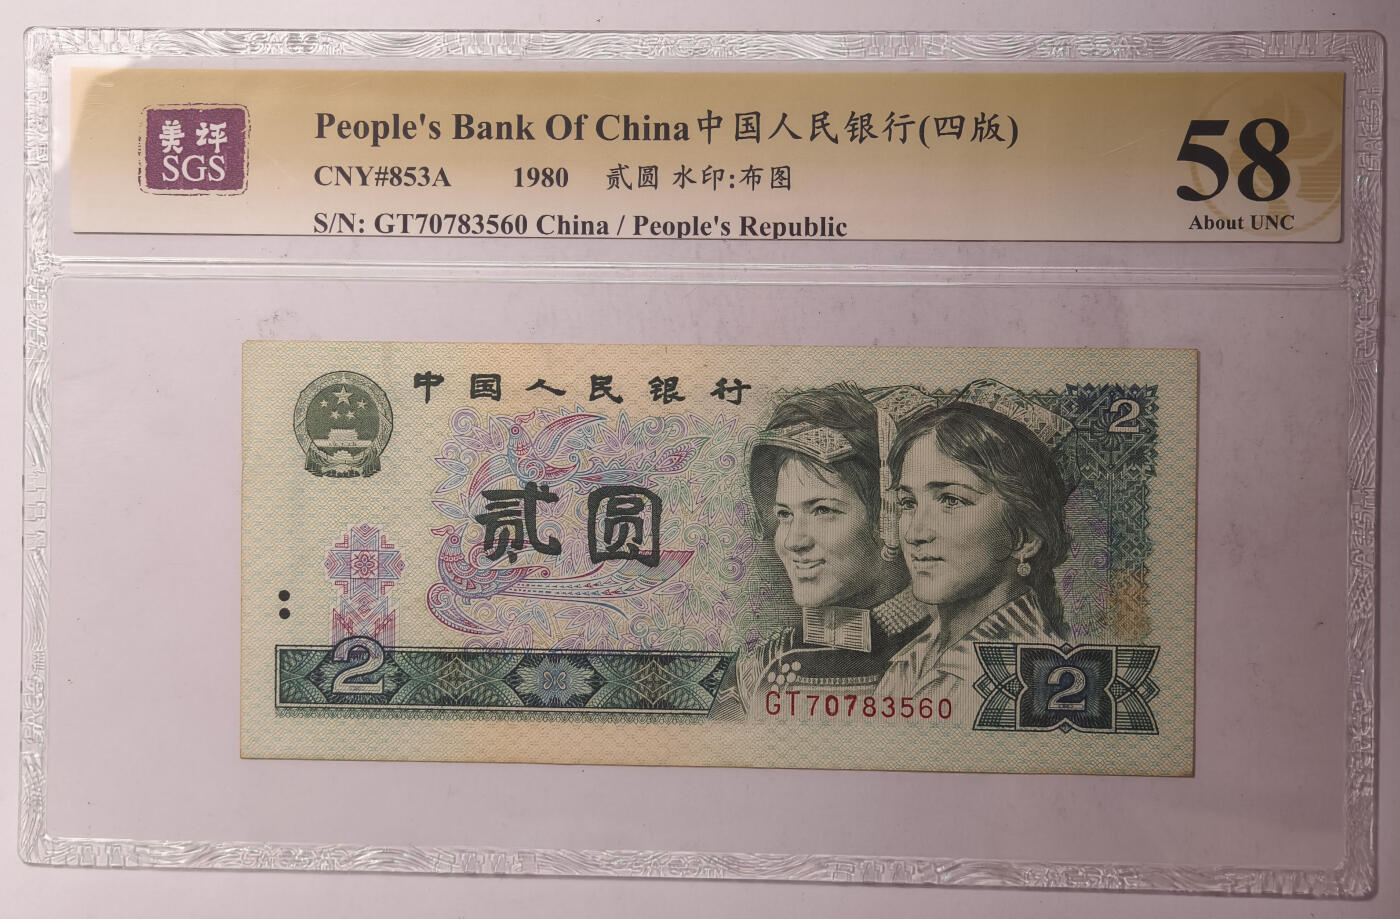 美评
SGS
People's Bank Of China中国人民银行(四版)
CNY#853A 1980 贰圆 水印:布图
S/N: GT70783560 China / People's Republic
58
About UNC
中国人民银行
2
贰圆
2
2
GT70783560